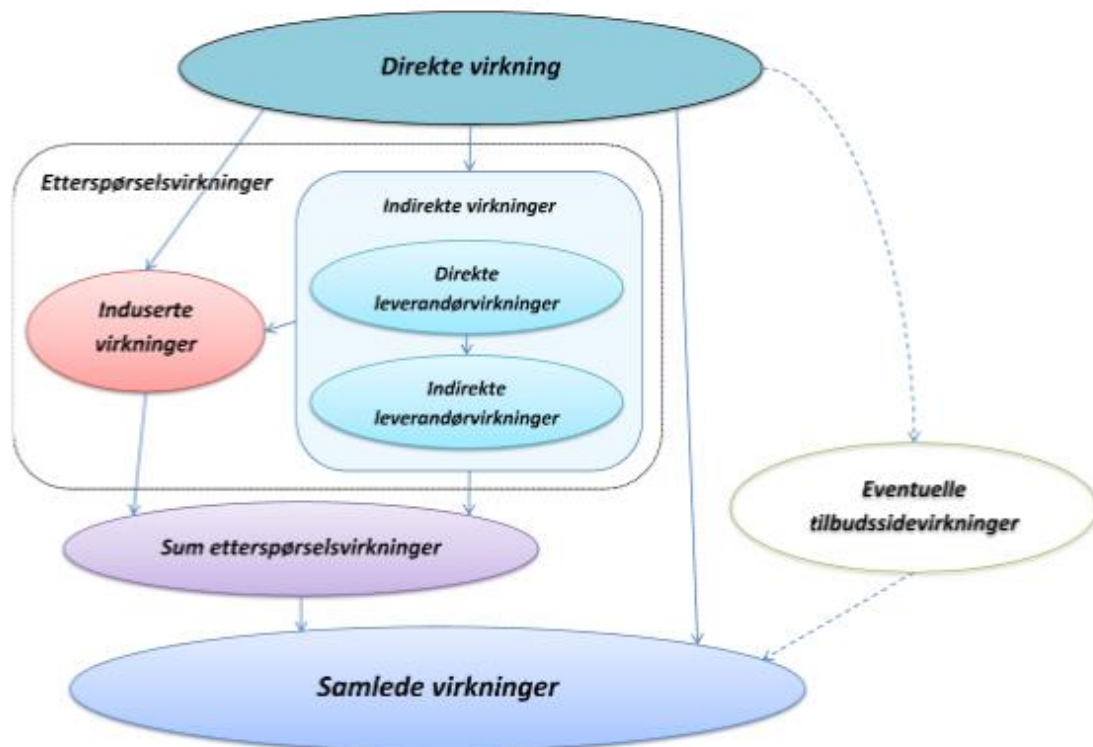 Direkte virkning
Etterspørselsvirkninger
Indirekte virkninger
Direkte
leverandørvirkninger
Induserte
virkninger
Indirekte
leverandørvirkninger
Eventuelle
tilbudssidevirkninger
Sum etterspørselsvirkninger
Samlede virkninger